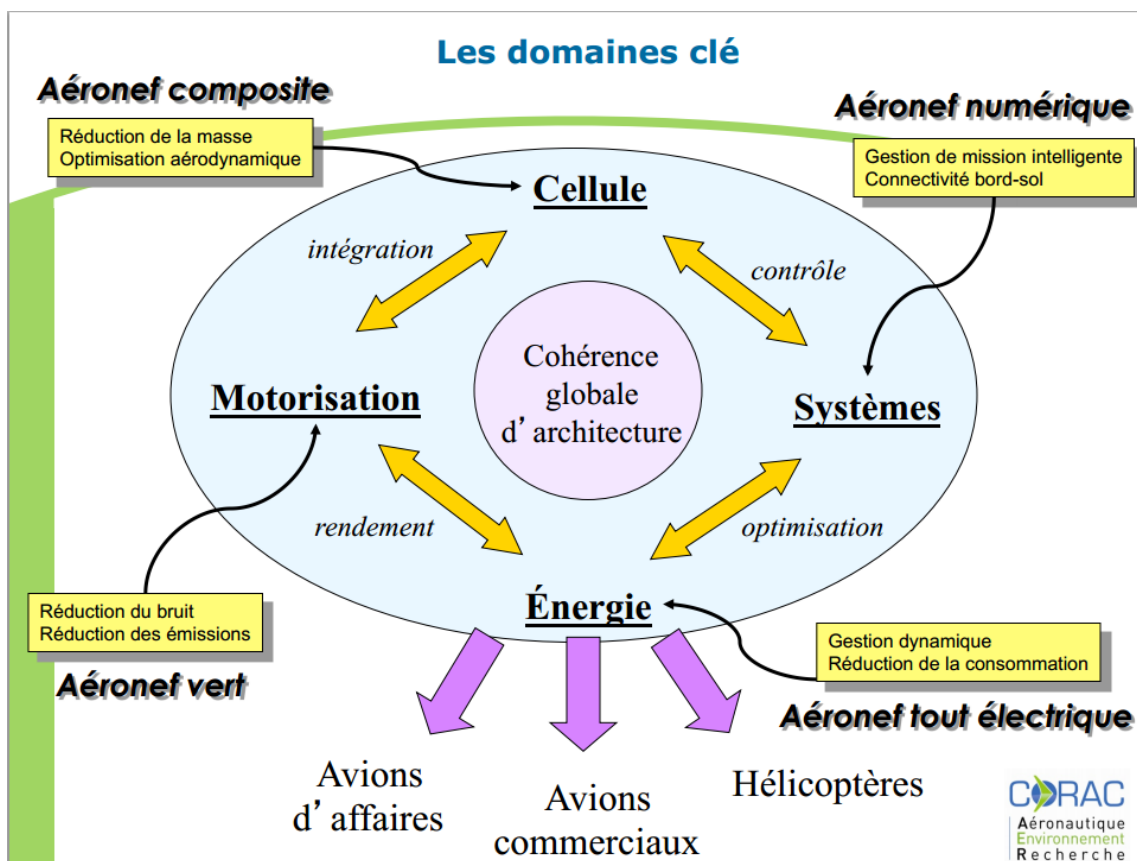 Les domaines clé
Aéronef composite
Réduction de la masse
Optimisation aérodynamique
Aéronef numérique
Gestion de mission intelligente
Connectivité bord-sol
Cellule
intégration
contrôle
Cohérence
globale
d’ architecture
Motorisation
Systèmes
rendement
optimisation
Énergie
Réduction du bruit
Réduction des émissions
Aéronef vert
Gestion dynamique
Réduction de la consommation
Aéronef tout électrique
Avions
d’ affaires
Avions
commerciaux
Hélicoptères
CORAC
Aéronautique
Environnement
Recherche